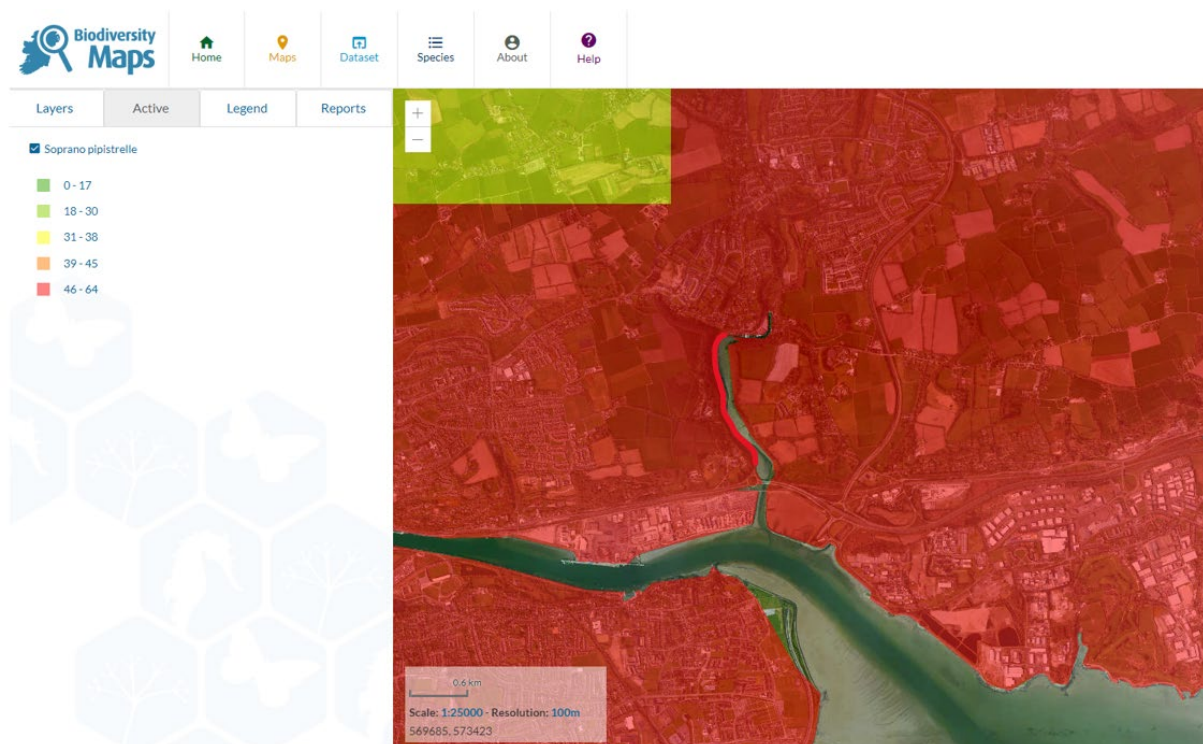 Biodiversity
Maps
Home
Maps
Dataset
Species
About
Help
Layers
Active
Legend
Reports
+
−
Soprano pipistrelle
0 - 17
18 - 30
31 - 38
39 - 45
46 - 64
0.6 km
Scale: 1:25000 - Resolution: 100m
569685, 573423